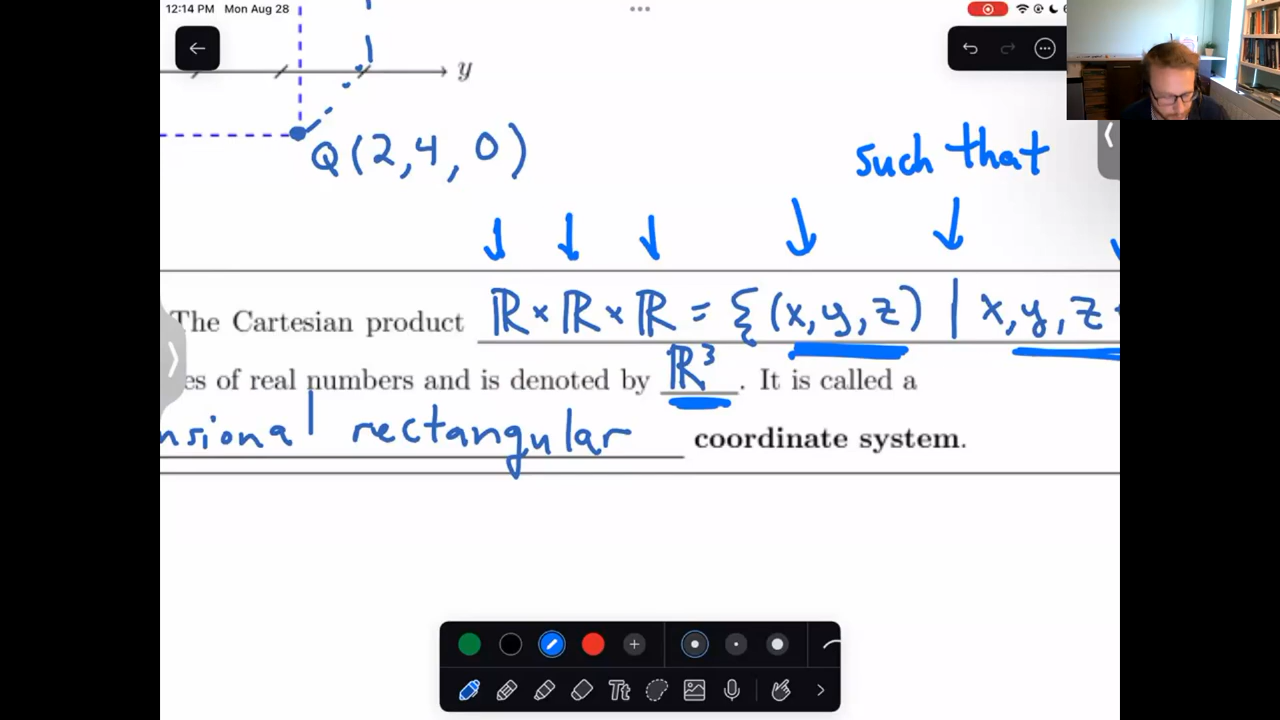 12:14 PM Mon Aug 28
y
Q(2,4,0)
such that
The Cartesian product ℝ×ℝ×ℝ = {(x,y,z) | x,y,z
es of real numbers and is denoted by ℝ³. It is called a
nsional rectangular coordinate system.
Tt